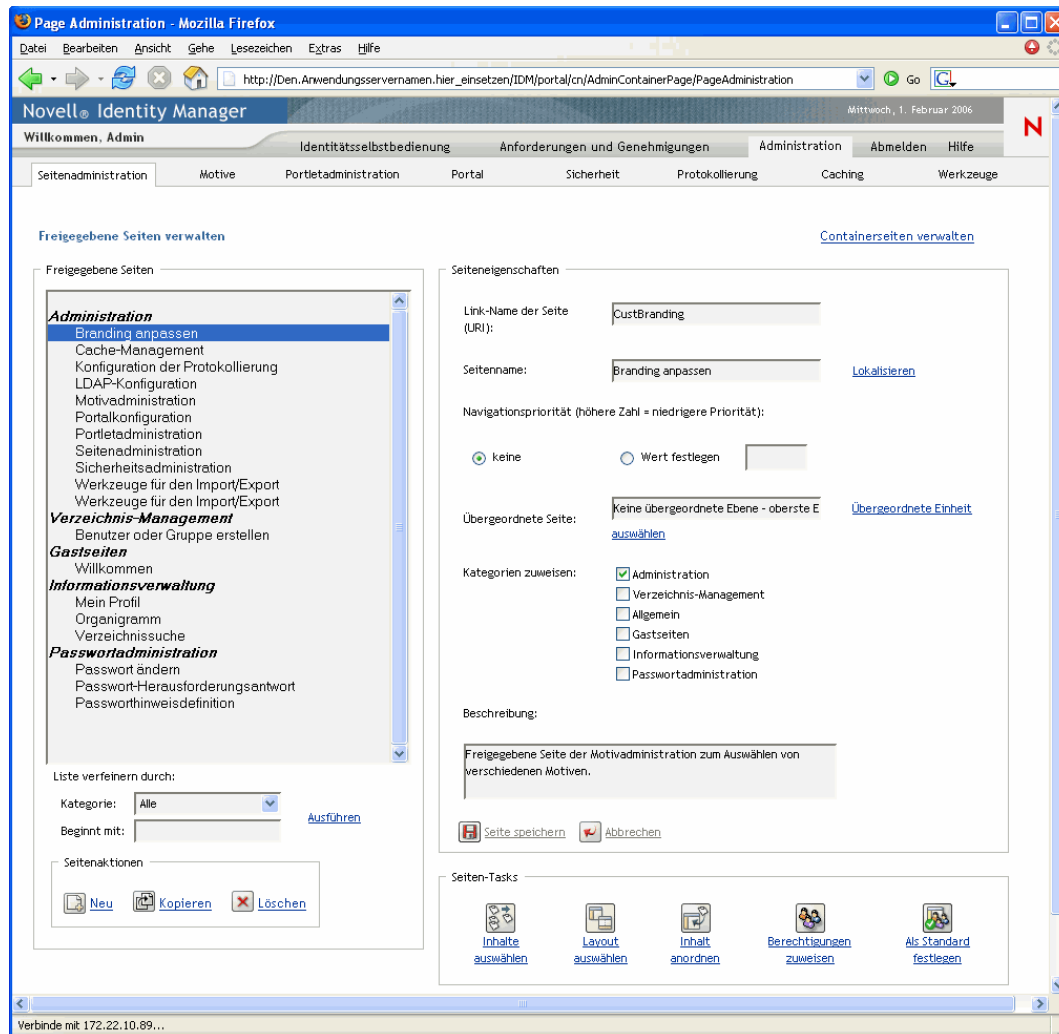 Page Administration - Mozilla Firefox
Datei Bearbeiten Ansicht Gehe Lesezeichen Extras Hilfe
http://Den.Anwendungsservernamen.hier_einsetzen/IDM/portal/cn/AdminContainerPage/PageAdministration Go G
Novell® Identity Manager Mittwoch, 1. Februar 2006
N
Willkommen, Admin
Identitätsselbstbedienung Anforderungen und Genehmigungen Administration Abmelden Hilfe
Seitenadministration Motive Portletadministration Portal Sicherheit Protokollierung Caching Werkzeuge
Freigegebene Seiten verwalten Containerseiten verwalten
Freigegebene Seiten
Administration
Branding anpassen
Cache-Management
Konfiguration der Protokollierung
LDAP-Konfiguration
Motivadministration
Portalkonfiguration
Portletadministration
Seitenadministration
Sicherheitsadministration
Werkzeuge für den Import/Export
Werkzeuge für den Import/Export
Verzeichnis-Management
Benutzer oder Gruppe erstellen
Gastseiten
Willkommen
Informationsverwaltung
Mein Profil
Organigramm
Verzeichnissuche
Passwortadministration
Passwort ändern
Passwort-Herausforderungsantwort
Passworthinweisdefinition
Liste verfeinern durch:
Kategorie: Alle
Ausführen
Beginnt mit:
Seitenaktionen
Neu Kopieren Löschen
Seiteneigenschaften
Link-Name der Seite (URI): CustBranding
Seitenname: Branding anpassen Lokalisieren
Navigationspriorität (höhere Zahl = niedrigere Priorität):
keine Wert festlegen
Übergeordnete Seite: Keine übergeordnete Ebene - oberste E Übergeordnete Einheit
auswählen
Kategorien zuweisen: Administration
Verzeichnis-Management
Allgemein
Gastseiten
Informationsverwaltung
Passwortadministration
Beschreibung:
Freigegebene Seite der Motivadministration zum Auswählen von
verschiedenen Motiven.
Seite speichern Abbrechen
Seiten-Tasks
Inhalte auswählen
Layout auswählen
Inhalt anordnen
Berechtigungen zuweisen
Als Standard festlegen
Verbinde mit 172.22.10.89...